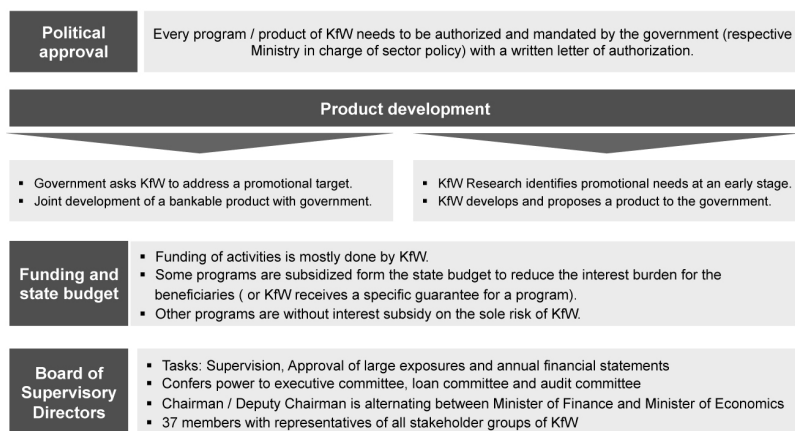 Political
approval
Every program / product of KfW needs to be authorized and mandated by the government (respective
Ministry in charge of sector policy) with a written letter of authorization.
Product development
▪ Government asks KfW to address a promotional target.
▪ Joint development of a bankable product with government.
▪ KfW Research identifies promotional needs at an early stage.
▪ KfW develops and proposes a product to the government.
Funding and
state budget
▪ Funding of activities is mostly done by KfW.
▪ Some programs are subsidized form the state budget to reduce the interest burden for the
beneficiaries ( or KfW receives a specific guarantee for a program).
▪ Other programs are without interest subsidy on the sole risk of KfW.
Board of
Supervisory
Directors
▪ Tasks: Supervision, Approval of large exposures and annual financial statements
▪ Confers power to executive committee, loan committee and audit committee
▪ Chairman / Deputy Chairman is alternating between Minister of Finance and Minister of Economics
▪ 37 members with representatives of all stakeholder groups of KfW